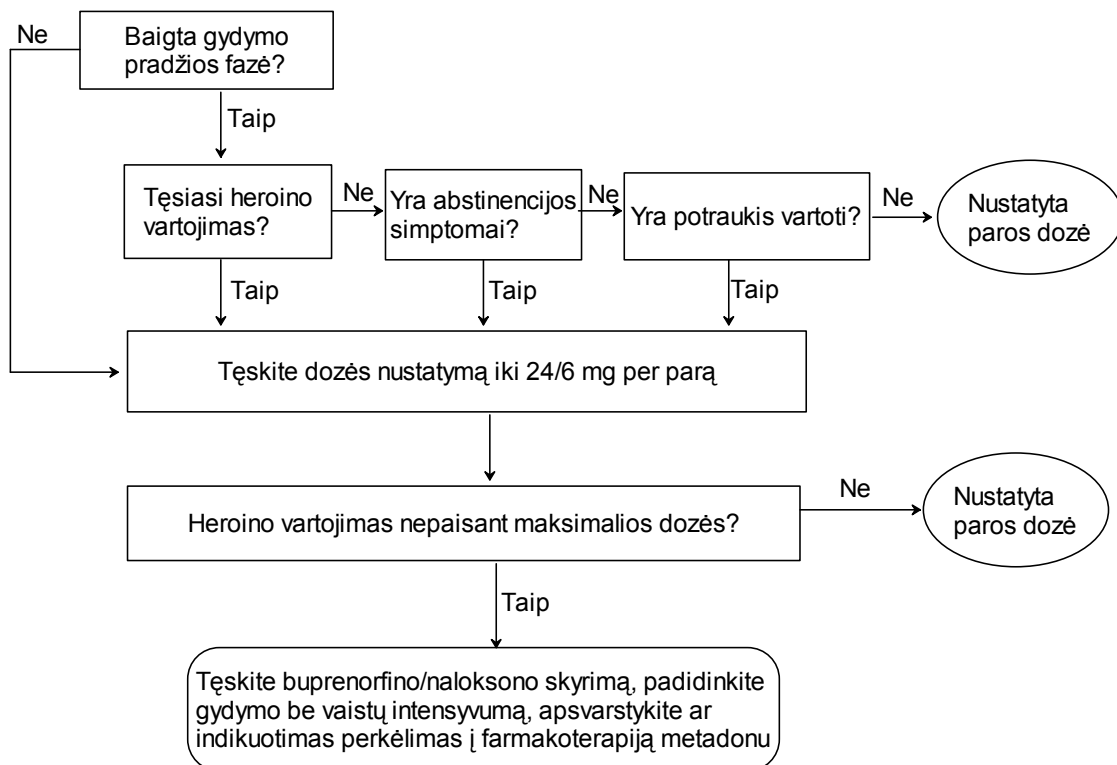 Ne
Baigta gydymo
pradžios fazė?
Taip
Tęsiasi heroino
vartojimas?
Ne
Yra abstinencijos
simptomai?
Ne
Yra potraukis vartoti?
Ne
Nustatyta
paros dozė
Taip
Taip
Taip
Tęskite dozės nustatymą iki 24/6 mg per parą
Heroino vartojimas nepaisant maksimalios dozės?
Ne
Nustatyta
paros dozė
Taip
Tęskite buprenorfino/naloksono skyrimą, padidinkite
gydymo be vaistų intensyvumą, apsvarstykite ar
indikuotimas perkėlimas į farmakoterapiją metadonu